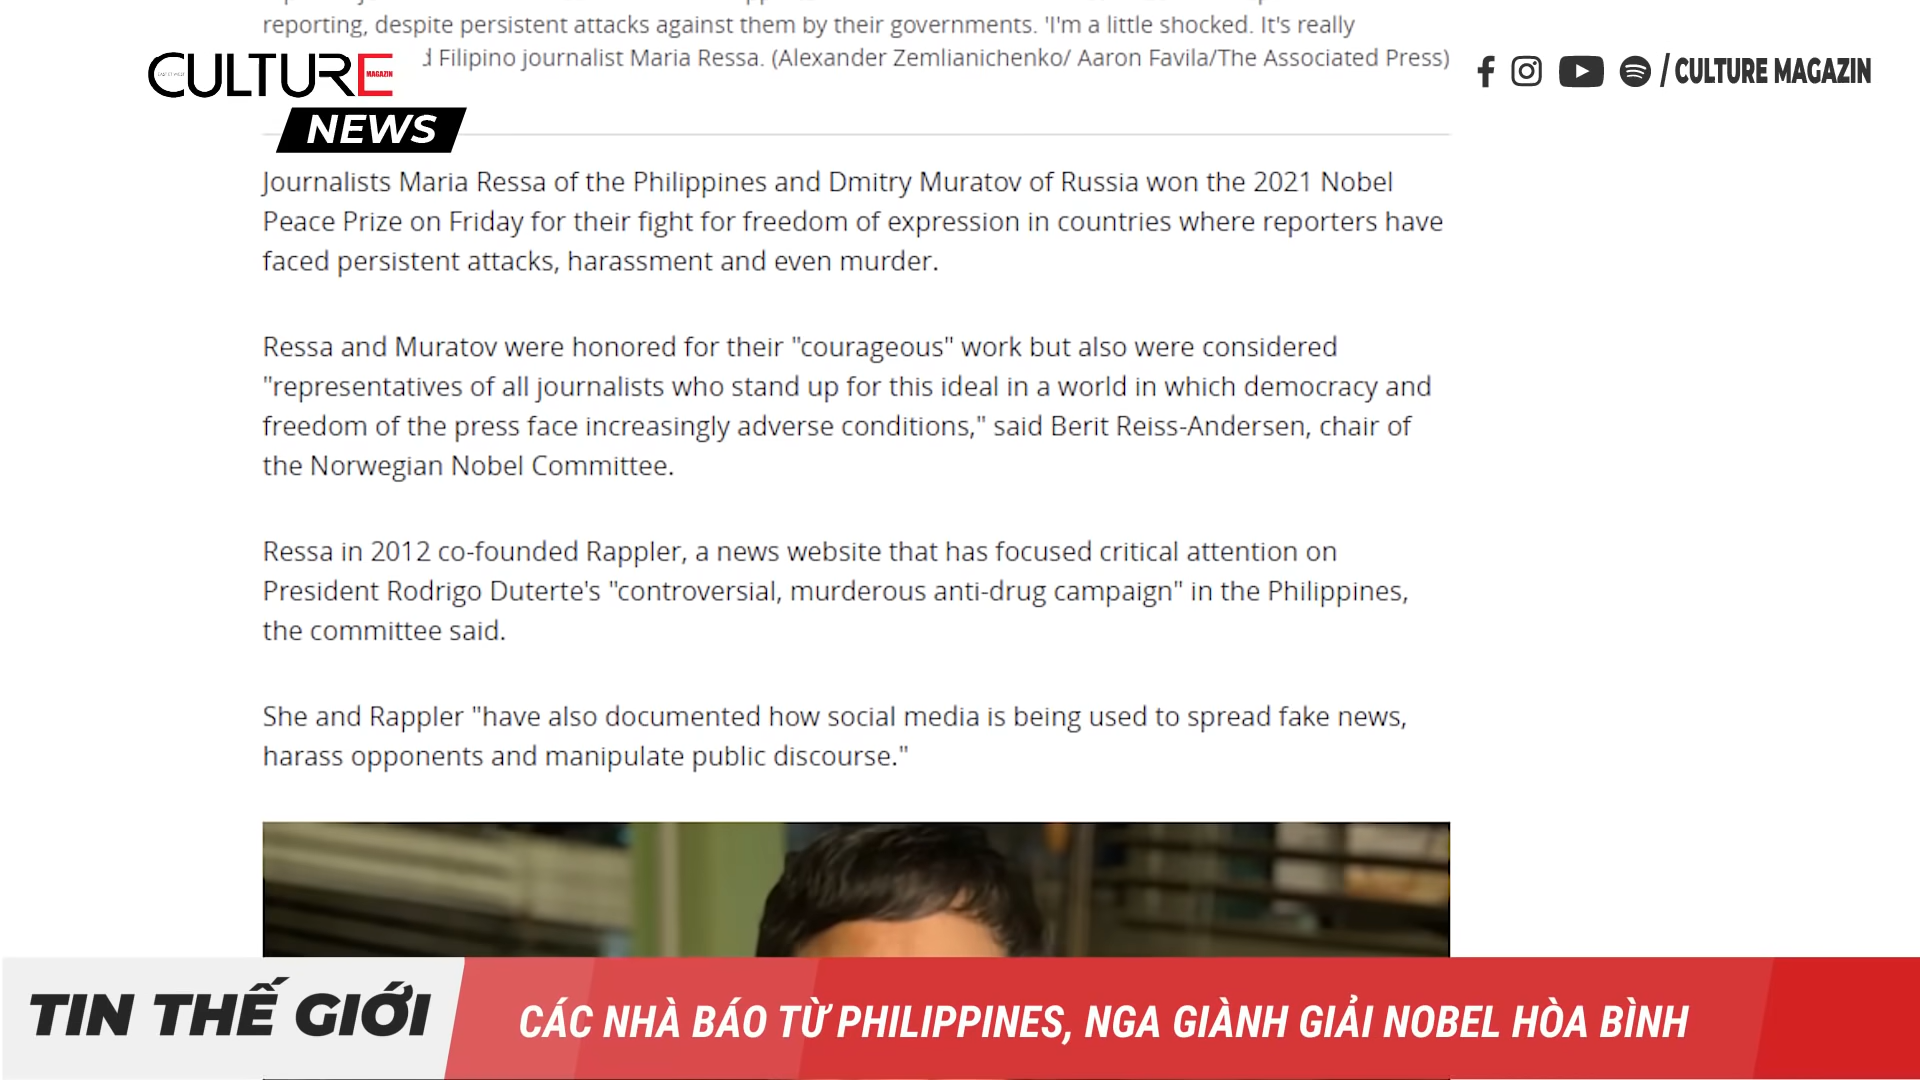 reporting, despite persistent attacks against them by their governments. 'I'm a little shocked. It's really
Filipino journalist Maria Ressa. (Alexander Zemlianichenko/ Aaron Favila/The Associated Press)
CULTURE
MAGAZIN
NEWS
/ CULTURE MAGAZIN
Journalists Maria Ressa of the Philippines and Dmitry Muratov of Russia won the 2021 Nobel
Peace Prize on Friday for their fight for freedom of expression in countries where reporters have
faced persistent attacks, harassment and even murder.
Ressa and Muratov were honored for their "courageous" work but also were considered
"representatives of all journalists who stand up for this ideal in a world in which democracy and
freedom of the press face increasingly adverse conditions," said Berit Reiss-Andersen, chair of
the Norwegian Nobel Committee.
Ressa in 2012 co-founded Rappler, a news website that has focused critical attention on
President Rodrigo Duterte's "controversial, murderous anti-drug campaign" in the Philippines,
the committee said.
She and Rappler "have also documented how social media is being used to spread fake news,
harass opponents and manipulate public discourse."
TIN THẾ GIỚI
CÁC NHÀ BÁO TỪ PHILIPPINES, NGA GIÀNH GIẢI NOBEL HÒA BÌNH